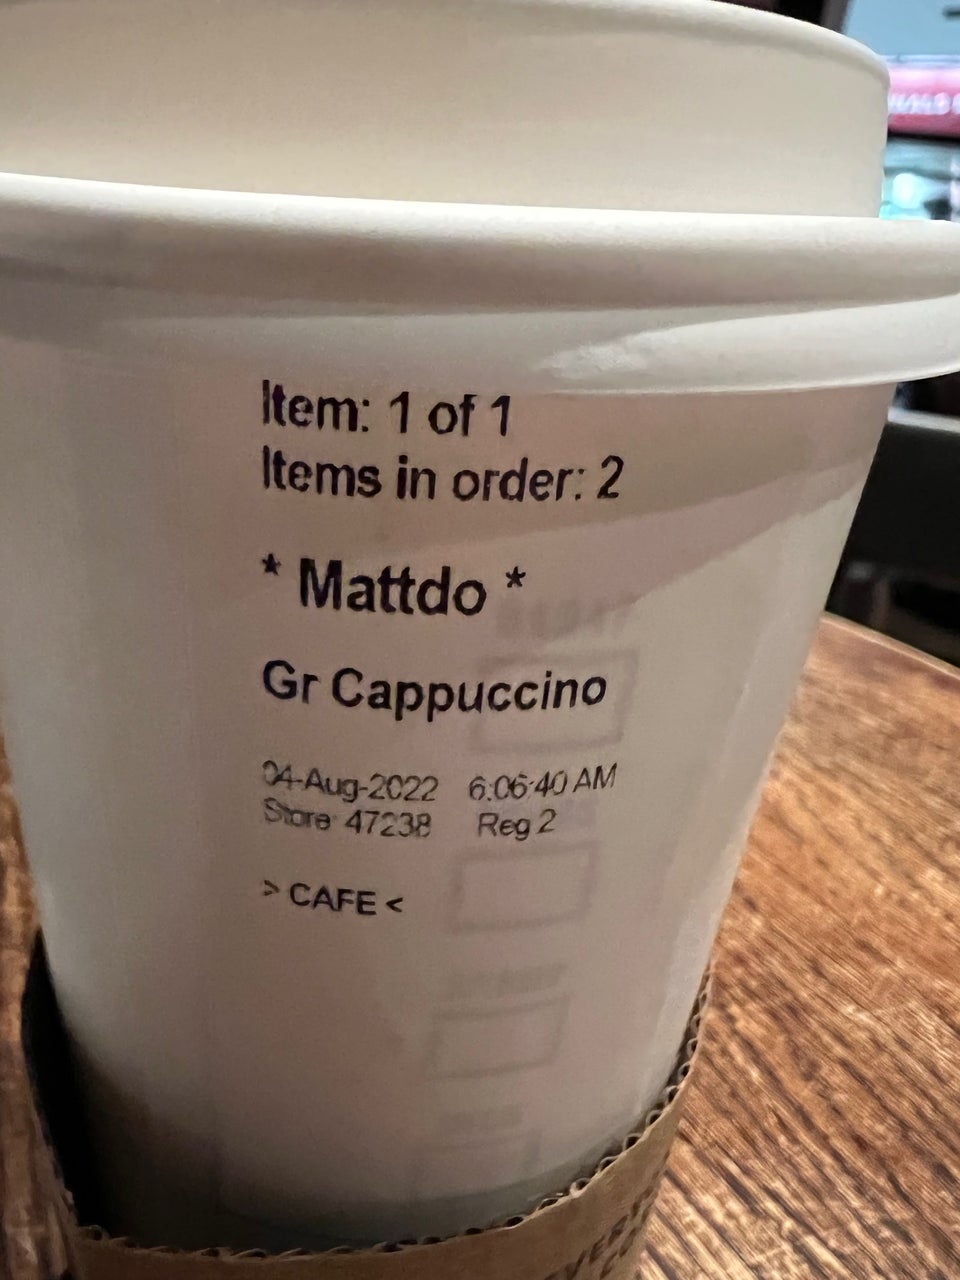 Item: 1 of 1
Items in order: 2
* Mattdo *
Gr Cappuccino
04-Aug-2022 6:06:40 AM
Store 47238 Reg 2
> CAFE <